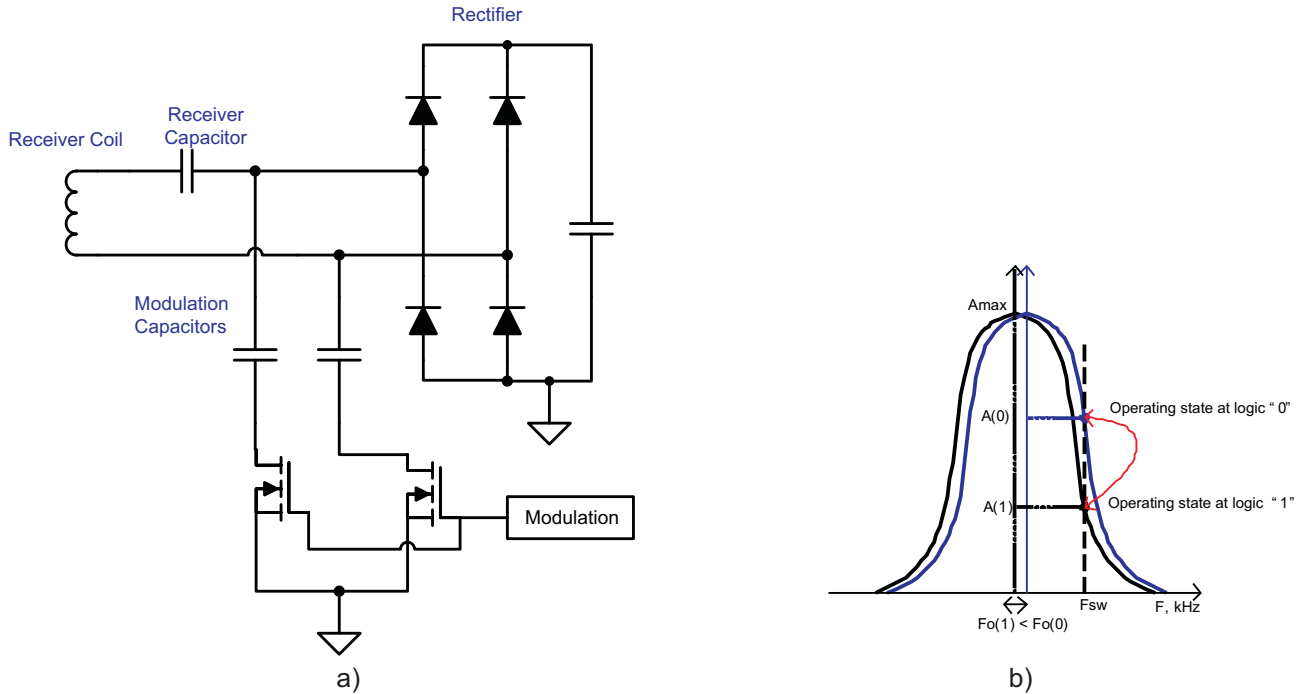 Rectifier
Receiver
Capacitor
Receiver Coil
Modulation
Capacitors
Modulation
a)
Amax
A(0)
Operating state at logic “ 0”
A(1)
Operating state at logic “ 1”
Fsw
F, kHz
Fo(1) < Fo(0)
b)